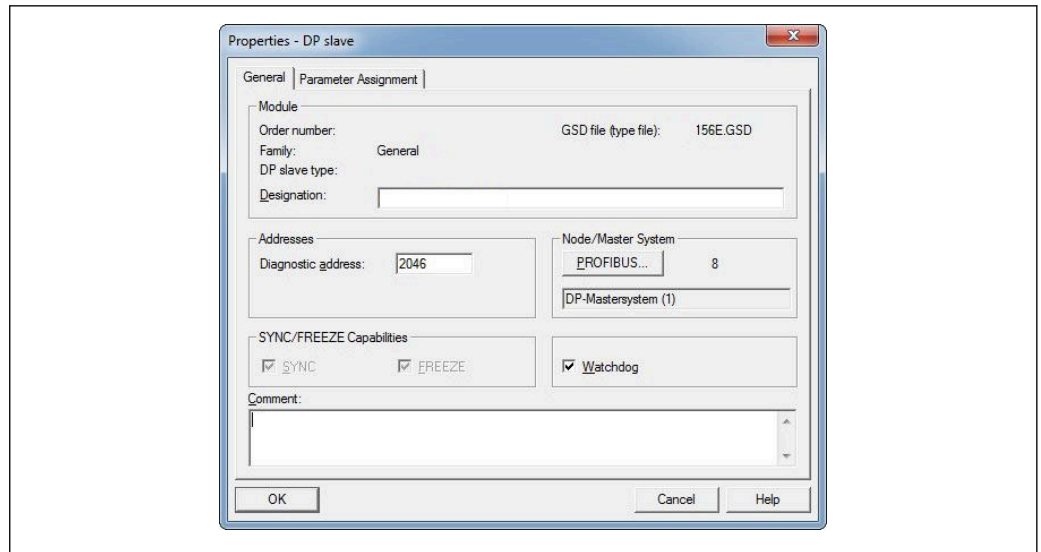 Properties - DP slave
General Parameter Assignment
Module
Order number: GSD file (type file): 156E.GSD
Family: General
DP slave type:
Designation:
Addresses
Diagnostic address: 2046
Node/Master System
PROFIBUS... 8
DP-Mastersystem (1)
SYNC/FREEZE Capabilities
SYNC FREEZE
Watchdog
Comment:
OK Cancel Help